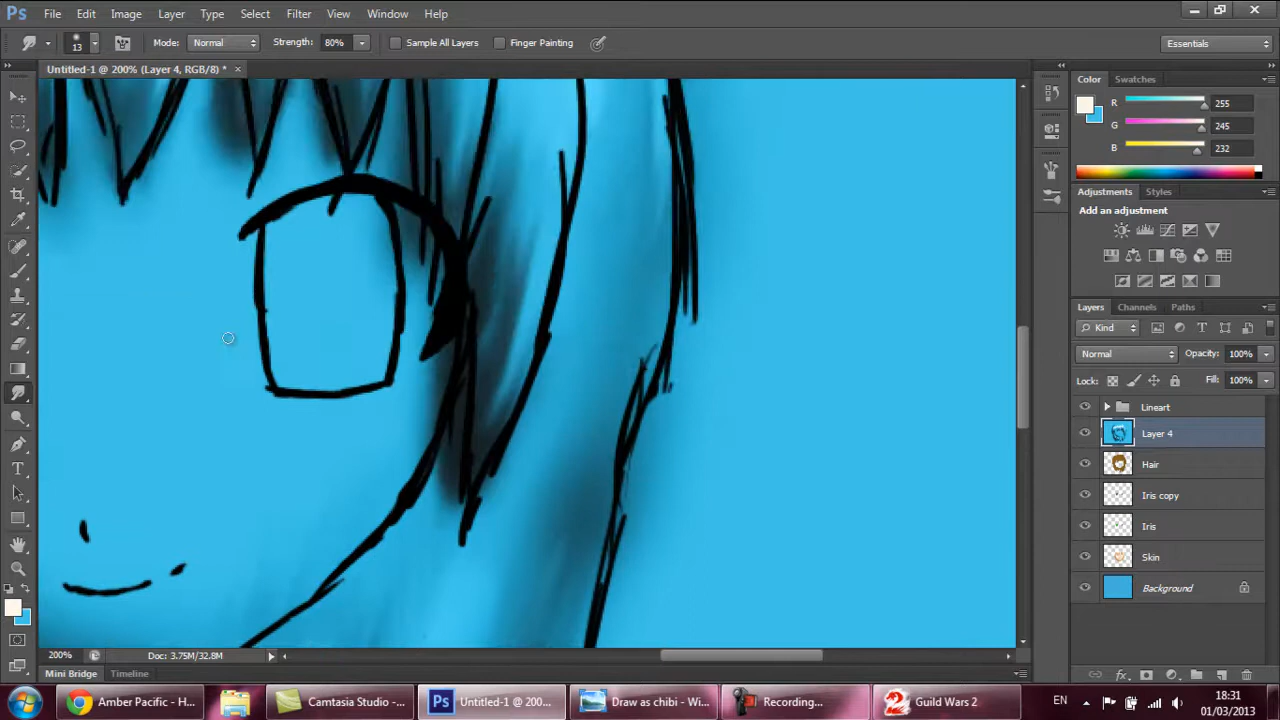 Ps File Edit Image Layer Type Select Filter View Window Help
13 Mode: Normal Strength: 80% Sample All Layers Finger Painting Essentials
Untitled-1 @ 200% (Layer 4, RGB/8) * ×
Color Swatches
R 255
G 245
B 232
Adjustments Styles
Layers Channels Paths
Kind
Normal Opacity: 100%
Lock: Fill: 100%
Lineart
Layer 4
Hair
Iris copy
Iris
Skin
Background
200% Doc: 3.75M/32.8M
Mini Bridge Timeline
Amber Pacific - H... Camtasia Studio -... Ps Untitled-1 @ 200... Draw as chibi - Wi... Recording... Guild Wars 2 EN 18:31
01/03/2013